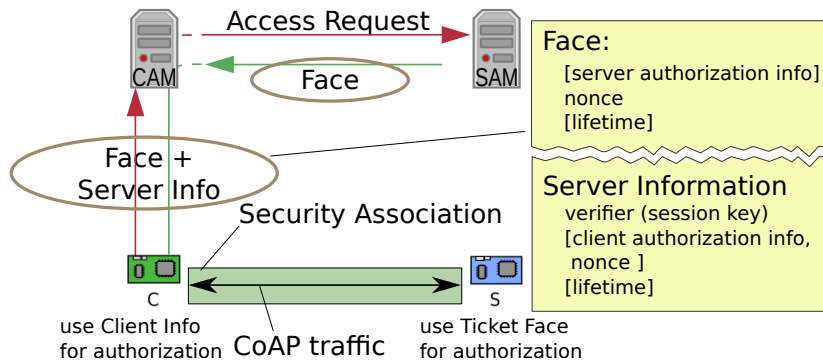 Access Request
CAM
SAM
Face
Face +
Server Info
Security Association
C
S
use Client Info
for authorization
CoAP traffic
use Ticket Face
for authorization
Face:
[server authorization info]
nonce
[lifetime]
Server Information
verifier (session key)
[client authorization info,
nonce ]
[lifetime]